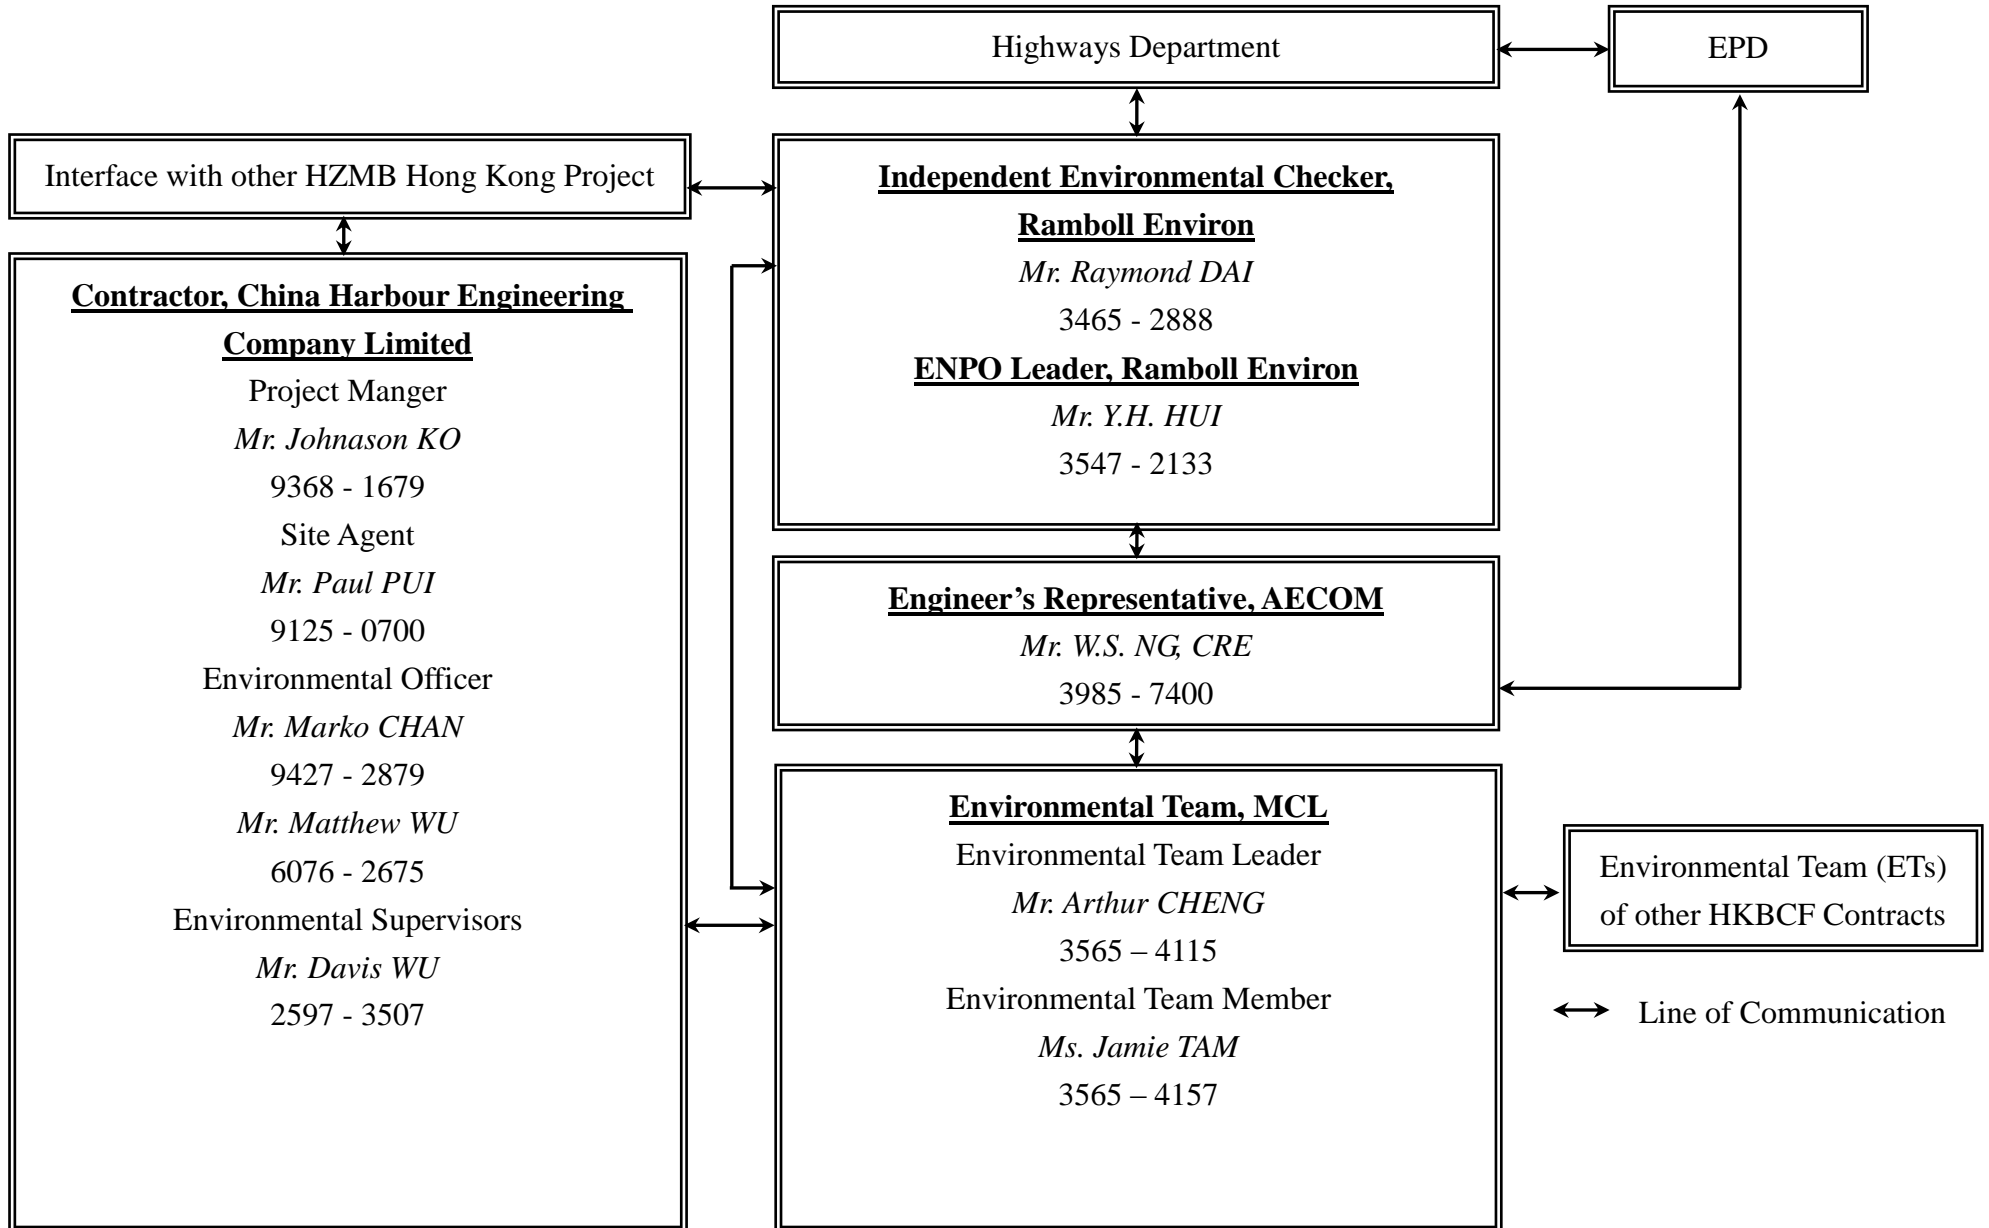 Highways Department
EPD
Interface with other HZMB Hong Kong Project
Independent Environmental Checker,
Ramboll Environ
Mr. Raymond DAI
3465 - 2888
ENPO Leader, Ramboll Environ
Mr. Y.H. HUI
3547 - 2133
Contractor, China Harbour Engineering
Company Limited
Project Manger
Mr. Johnason KO
9368 - 1679
Site Agent
Mr. Paul PUI
9125 - 0700
Environmental Officer
Mr. Marko CHAN
9427 - 2879
Mr. Matthew WU
6076 - 2675
Environmental Supervisors
Mr. Davis WU
2597 - 3507
Engineer’s Representative, AECOM
Mr. W.S. NG, CRE
3985 - 7400
Environmental Team, MCL
Environmental Team Leader
Mr. Arthur CHENG
3565 – 4115
Environmental Team Member
Ms. Jamie TAM
3565 – 4157
Environmental Team (ETs)
of other HKBCF Contracts
Line of Communication